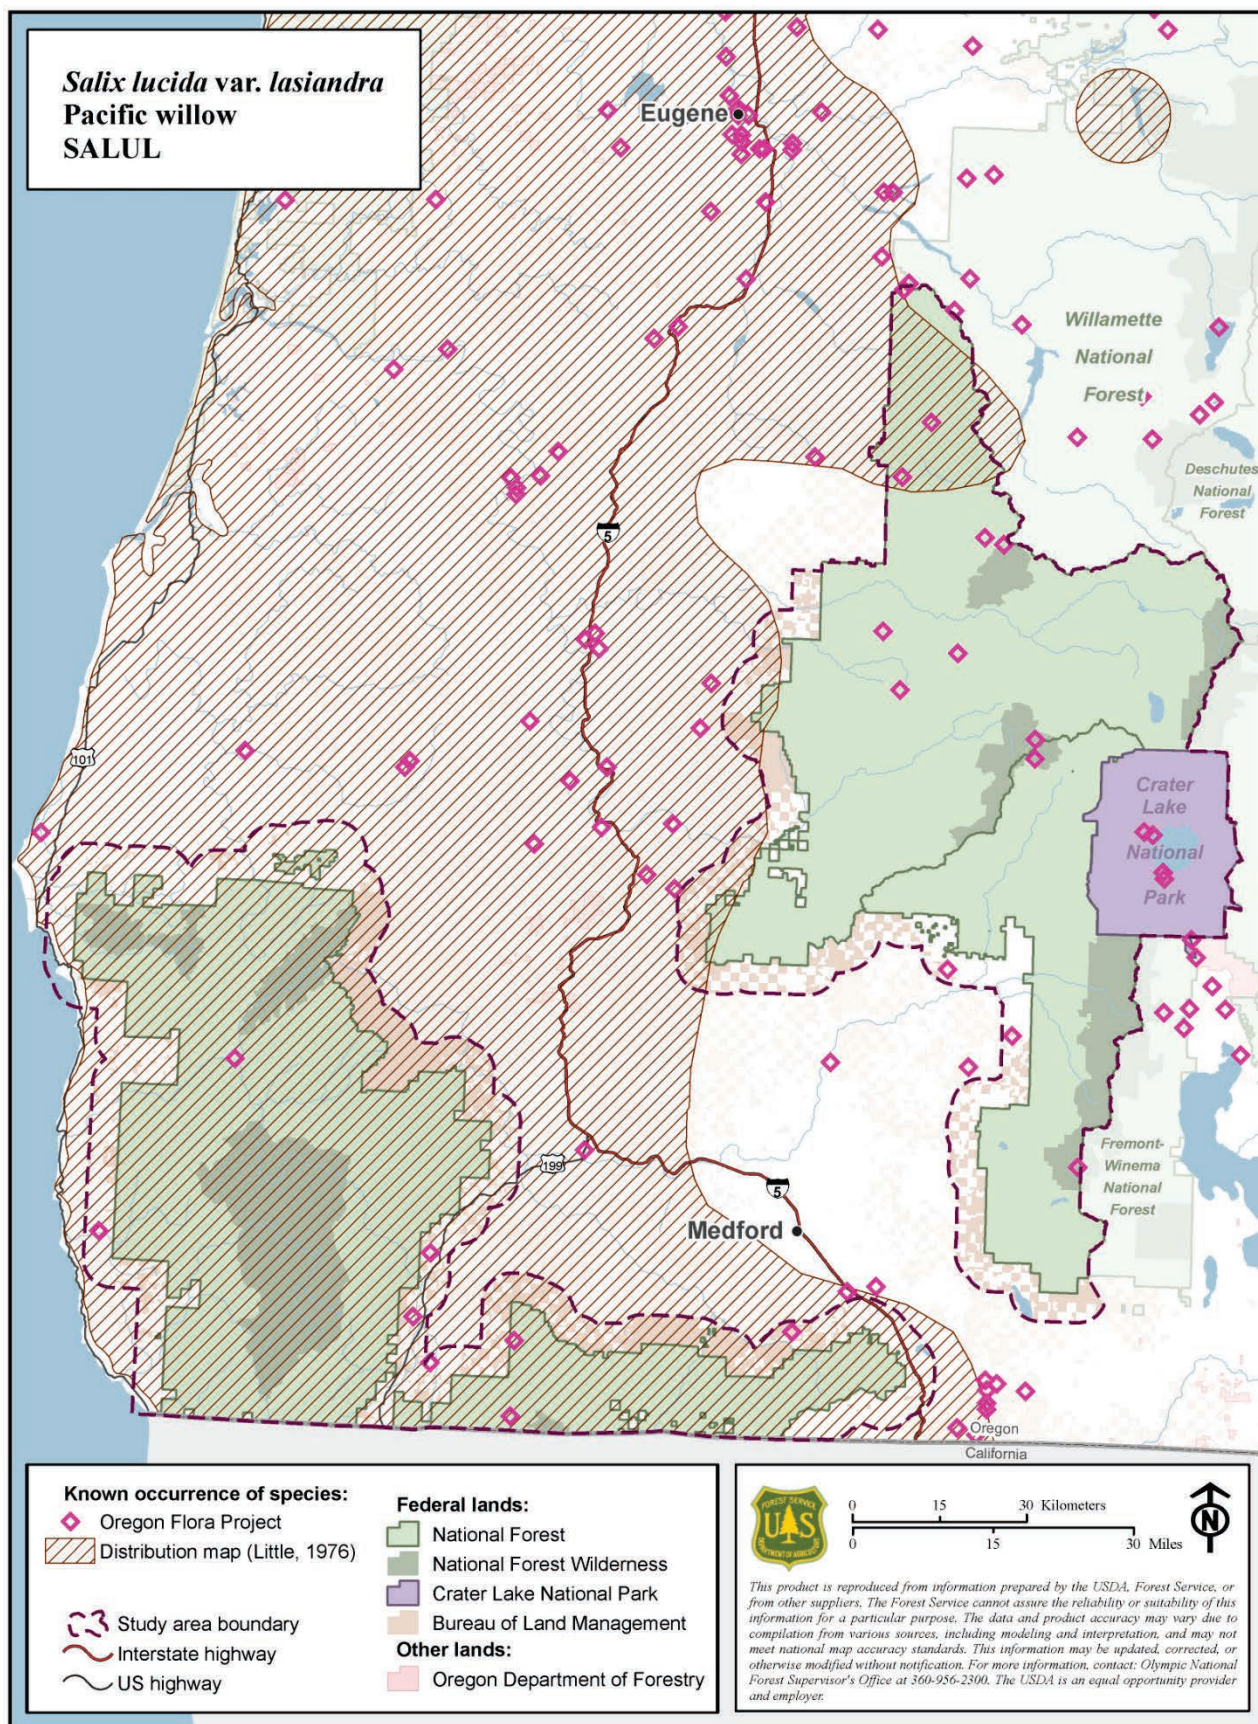 Salix lucida var. lasiandra
Pacific willow
SALUL
Eugene
Willamette
National
Forest
Deschutes
National
Forest
5
101
Crater
Lake
National
Park
199
5
Fremont-
Winema
National
Forest
Medford
Oregon
California
Known occurrence of species:
Oregon Flora Project
Distribution map (Little, 1976)
Study area boundary
Interstate highway
US highway
Federal lands:
National Forest
National Forest Wilderness
Crater Lake National Park
Bureau of Land Management
Other lands:
Oregon Department of Forestry
FOREST SERVICE
U S
DEPARTMENT OF AGRICULTURE
0 15 30 Kilometers
0 15 30 Miles
N
This product is reproduced from information prepared by the USDA, Forest Service, or
from other suppliers. The Forest Service cannot assure the reliability or suitability of this
information for a particular purpose. The data and product accuracy may vary due to
compilation from various sources, including modeling and interpretation, and may not
meet national map accuracy standards. This information may be updated, corrected, or
otherwise modified without notification. For more information, contact: Olympic National
Forest Supervisor's Office at 360-956-2300. The USDA is an equal opportunity provider
and employer.